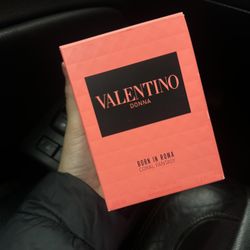 VALENTINO
DONNA
BORN IN ROMA
CORAL FANTASY